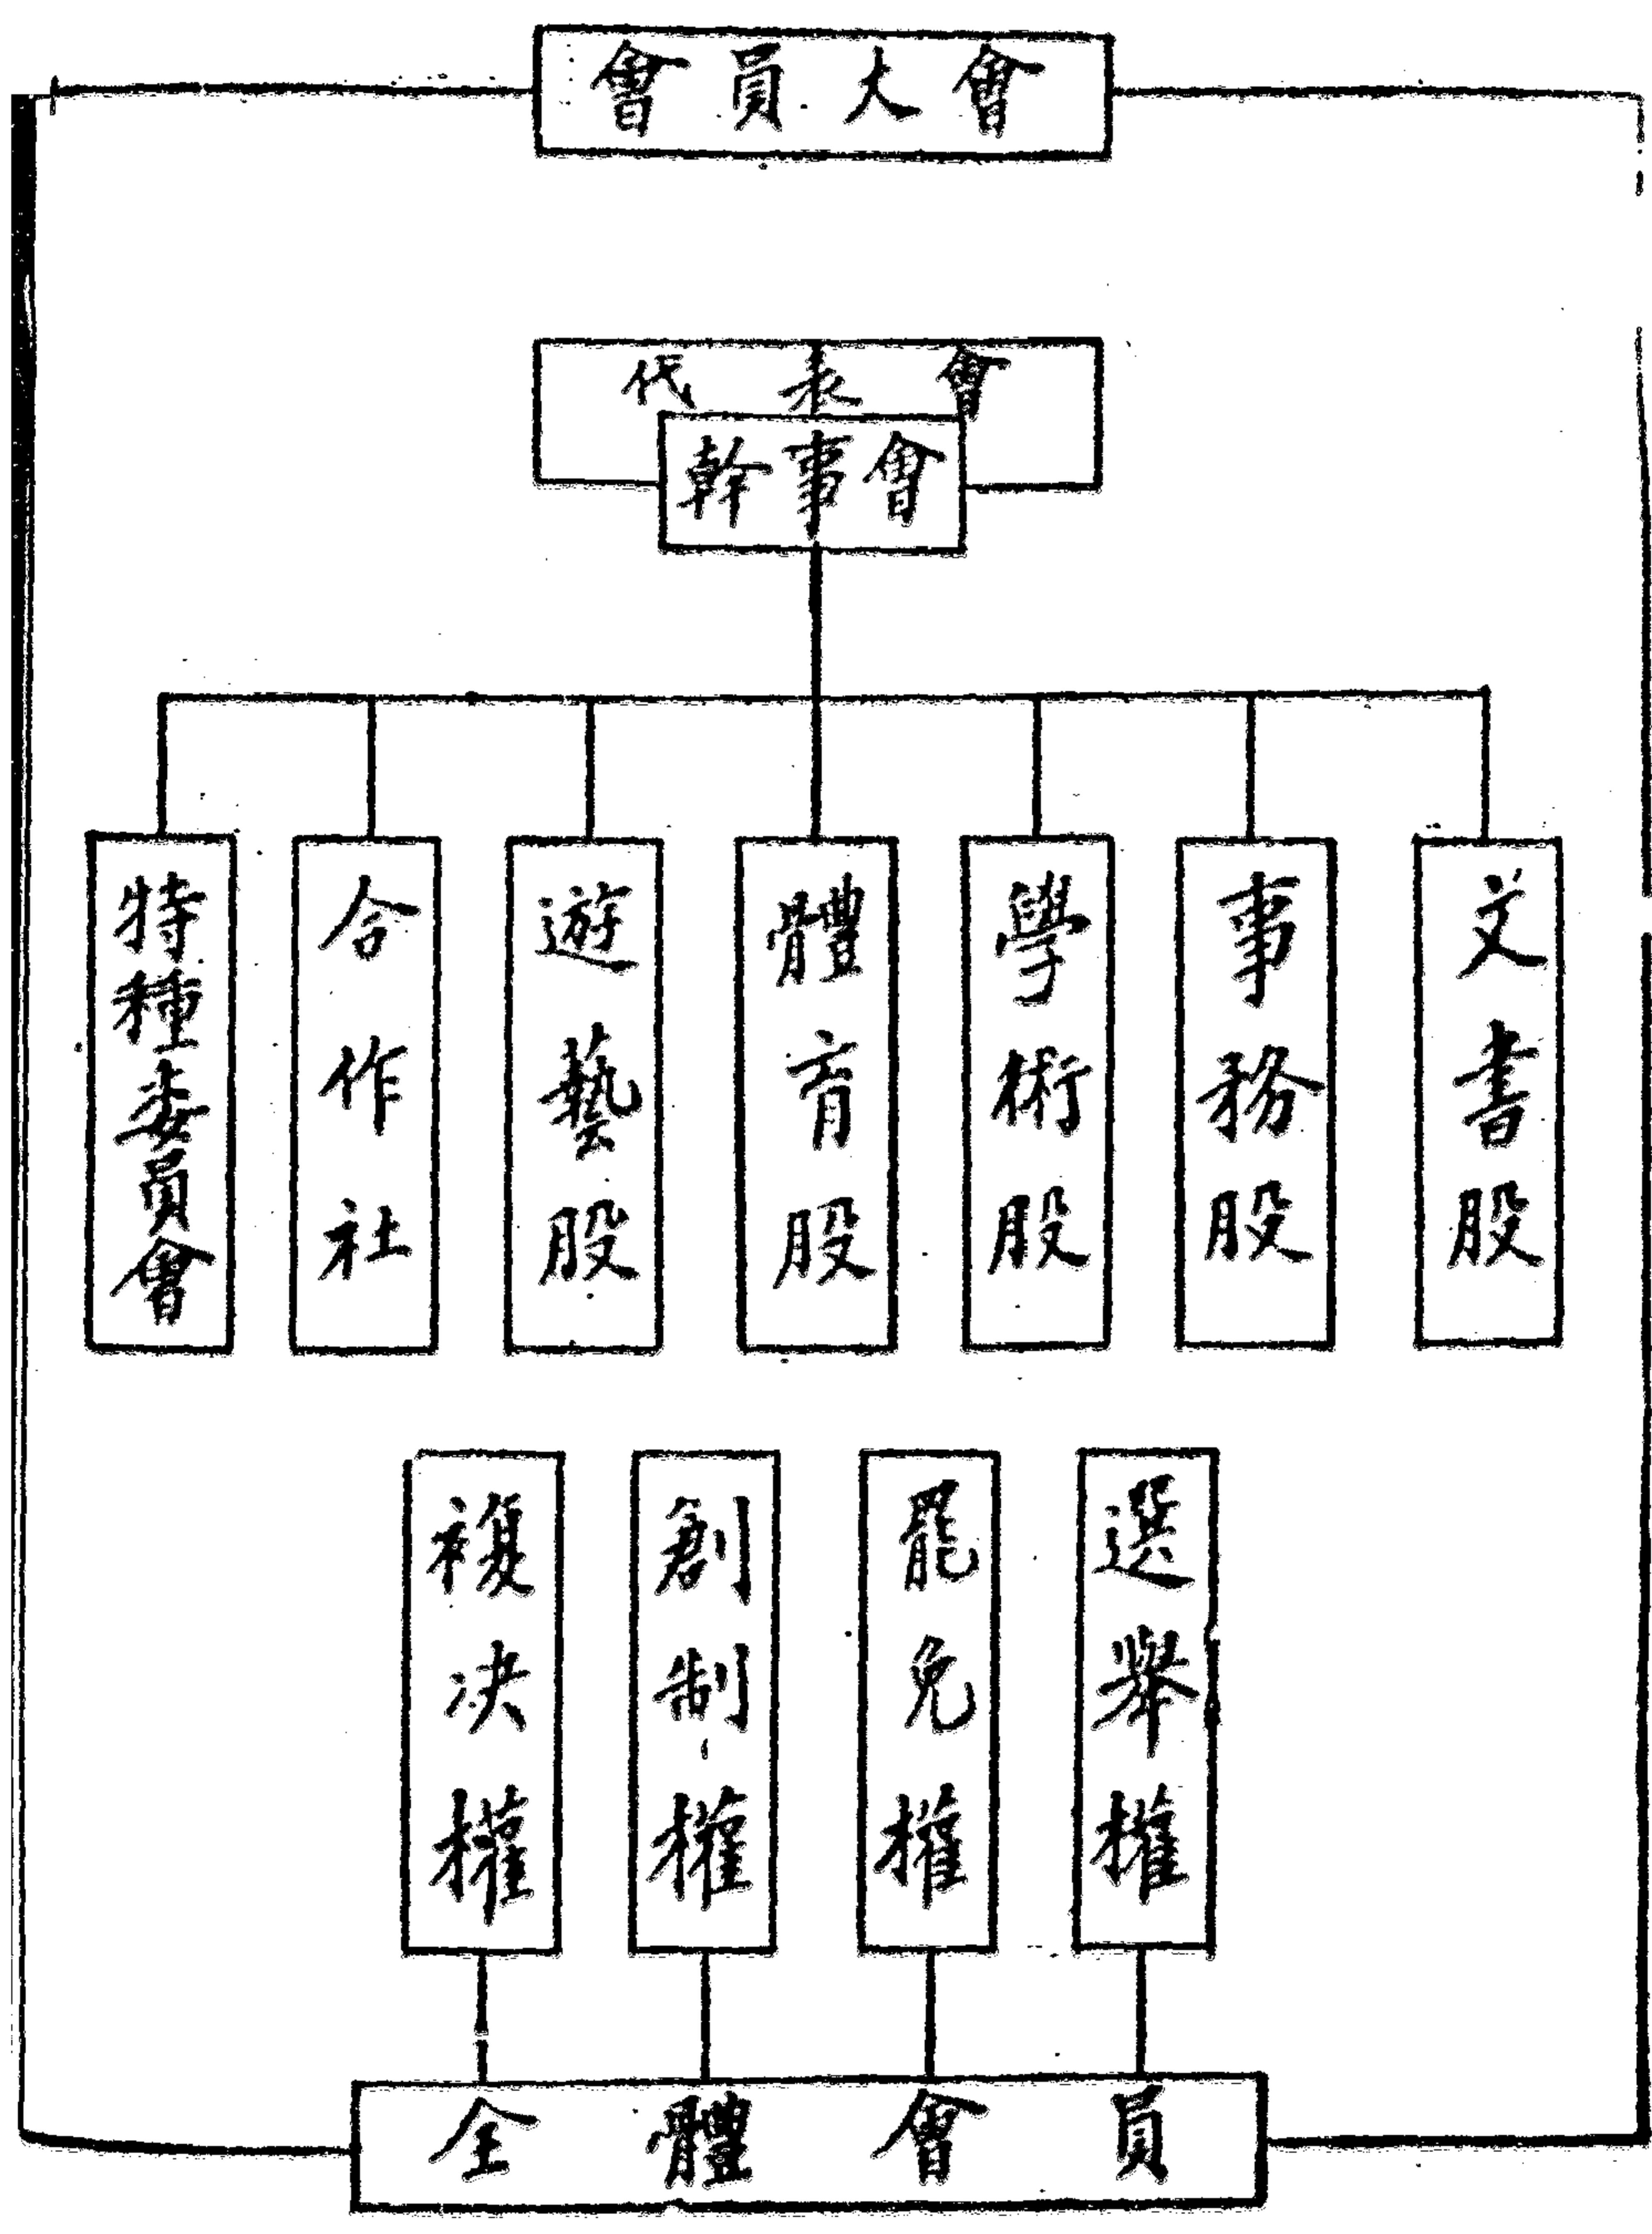 會員大會
代表會
幹事會
特種委員會
合作社
遊藝股
體育股
學術股
事務股
文書股
複决權
創制權
罷免權
選舉權
全體會員